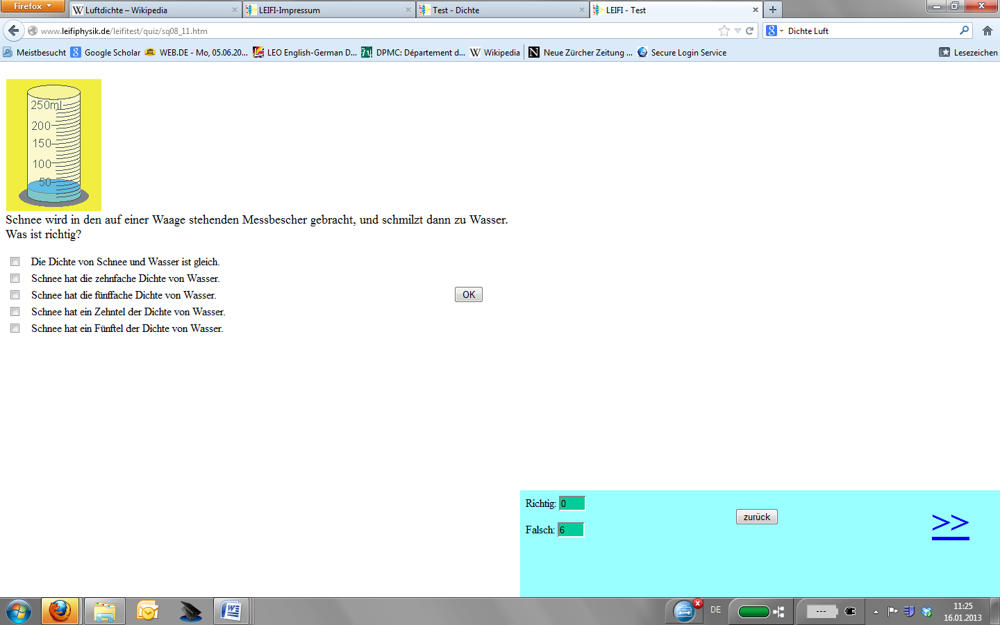 Firefox
Luftdichte – Wikipedia
LEIFI-Impressum
Test - Dichte
LEIFI - Test
www.leifiphysik.de/leifitest/quiz/sq08_11.htm
Dichte Luft
Meistbesucht
Google Scholar
WEB.DE - Mo, 05.06.20...
LEO English-German D...
DPMC: Département d...
Wikipedia
Neue Zürcher Zeitung ...
Secure Login Service
Lesezeichen
250ml
200
150
100
50
Schnee wird in den auf einer Waage stehenden Messbescher gebracht, und schmilzt dann zu Wasser.
Was ist richtig?
Die Dichte von Schnee und Wasser ist gleich.
Schnee hat die zehnfache Dichte von Wasser.
Schnee hat die fünffache Dichte von Wasser.
Schnee hat ein Zehntel der Dichte von Wasser.
Schnee hat ein Fünftel der Dichte von Wasser.
OK
Richtig: 0
Falsch: 6
zurück
>>
DE
---
11:25
16.01.2013